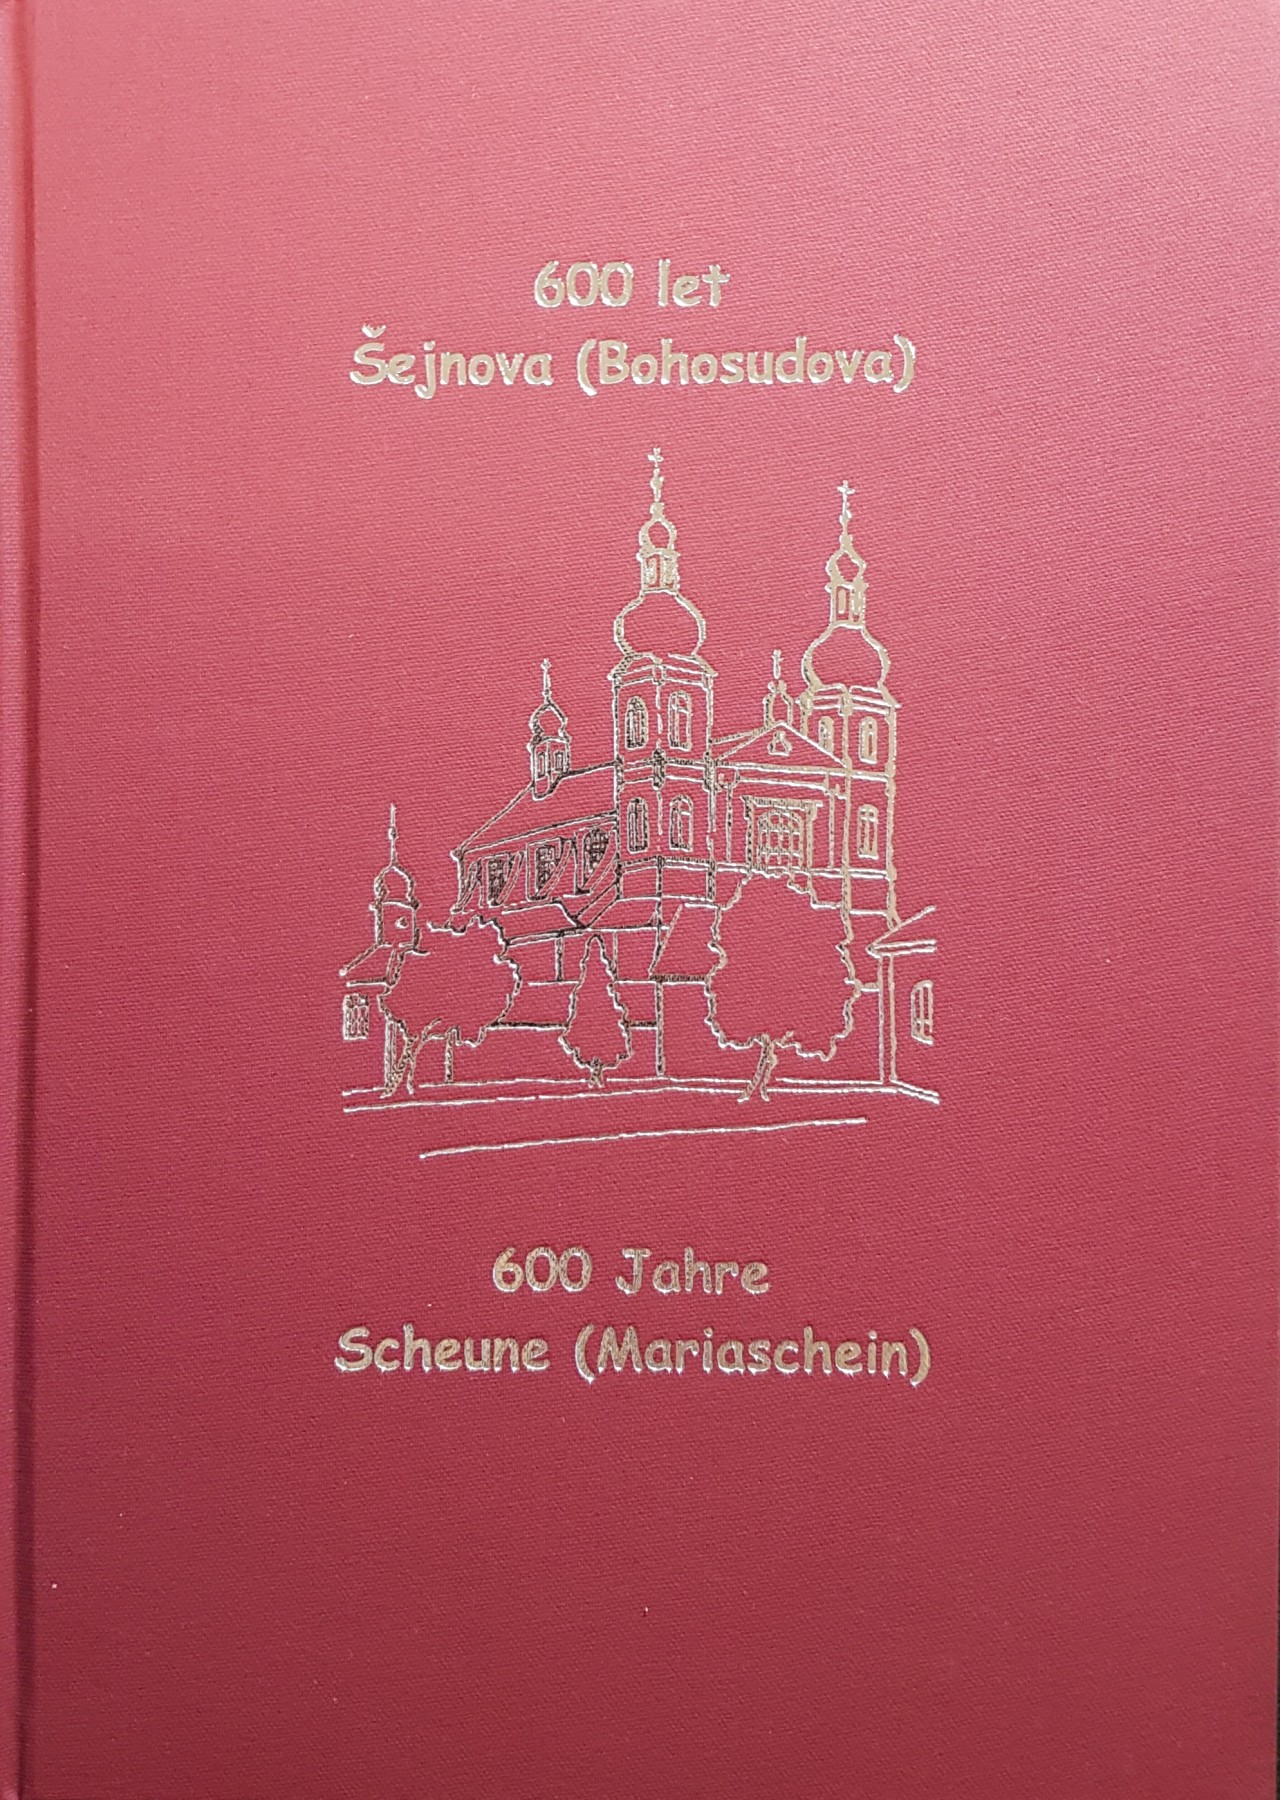 600 let
Šejnova (Bohosudova)
600 Jahre
Scheune (Mariaschein)